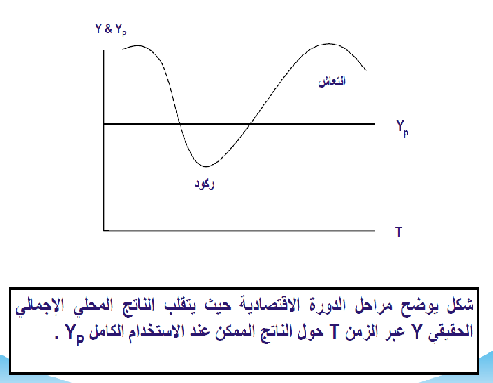 Y & Yₚ
انتعاش
Yₚ
ركود
T
شكل يوضح مراحل الدورة الاقتصادية حيث يتقلب الناتج المحلي الاجمالي
الحقيقي Y عبر الزمن T حول الناتج الممكن عند الاستخدام الكامل Yₚ .